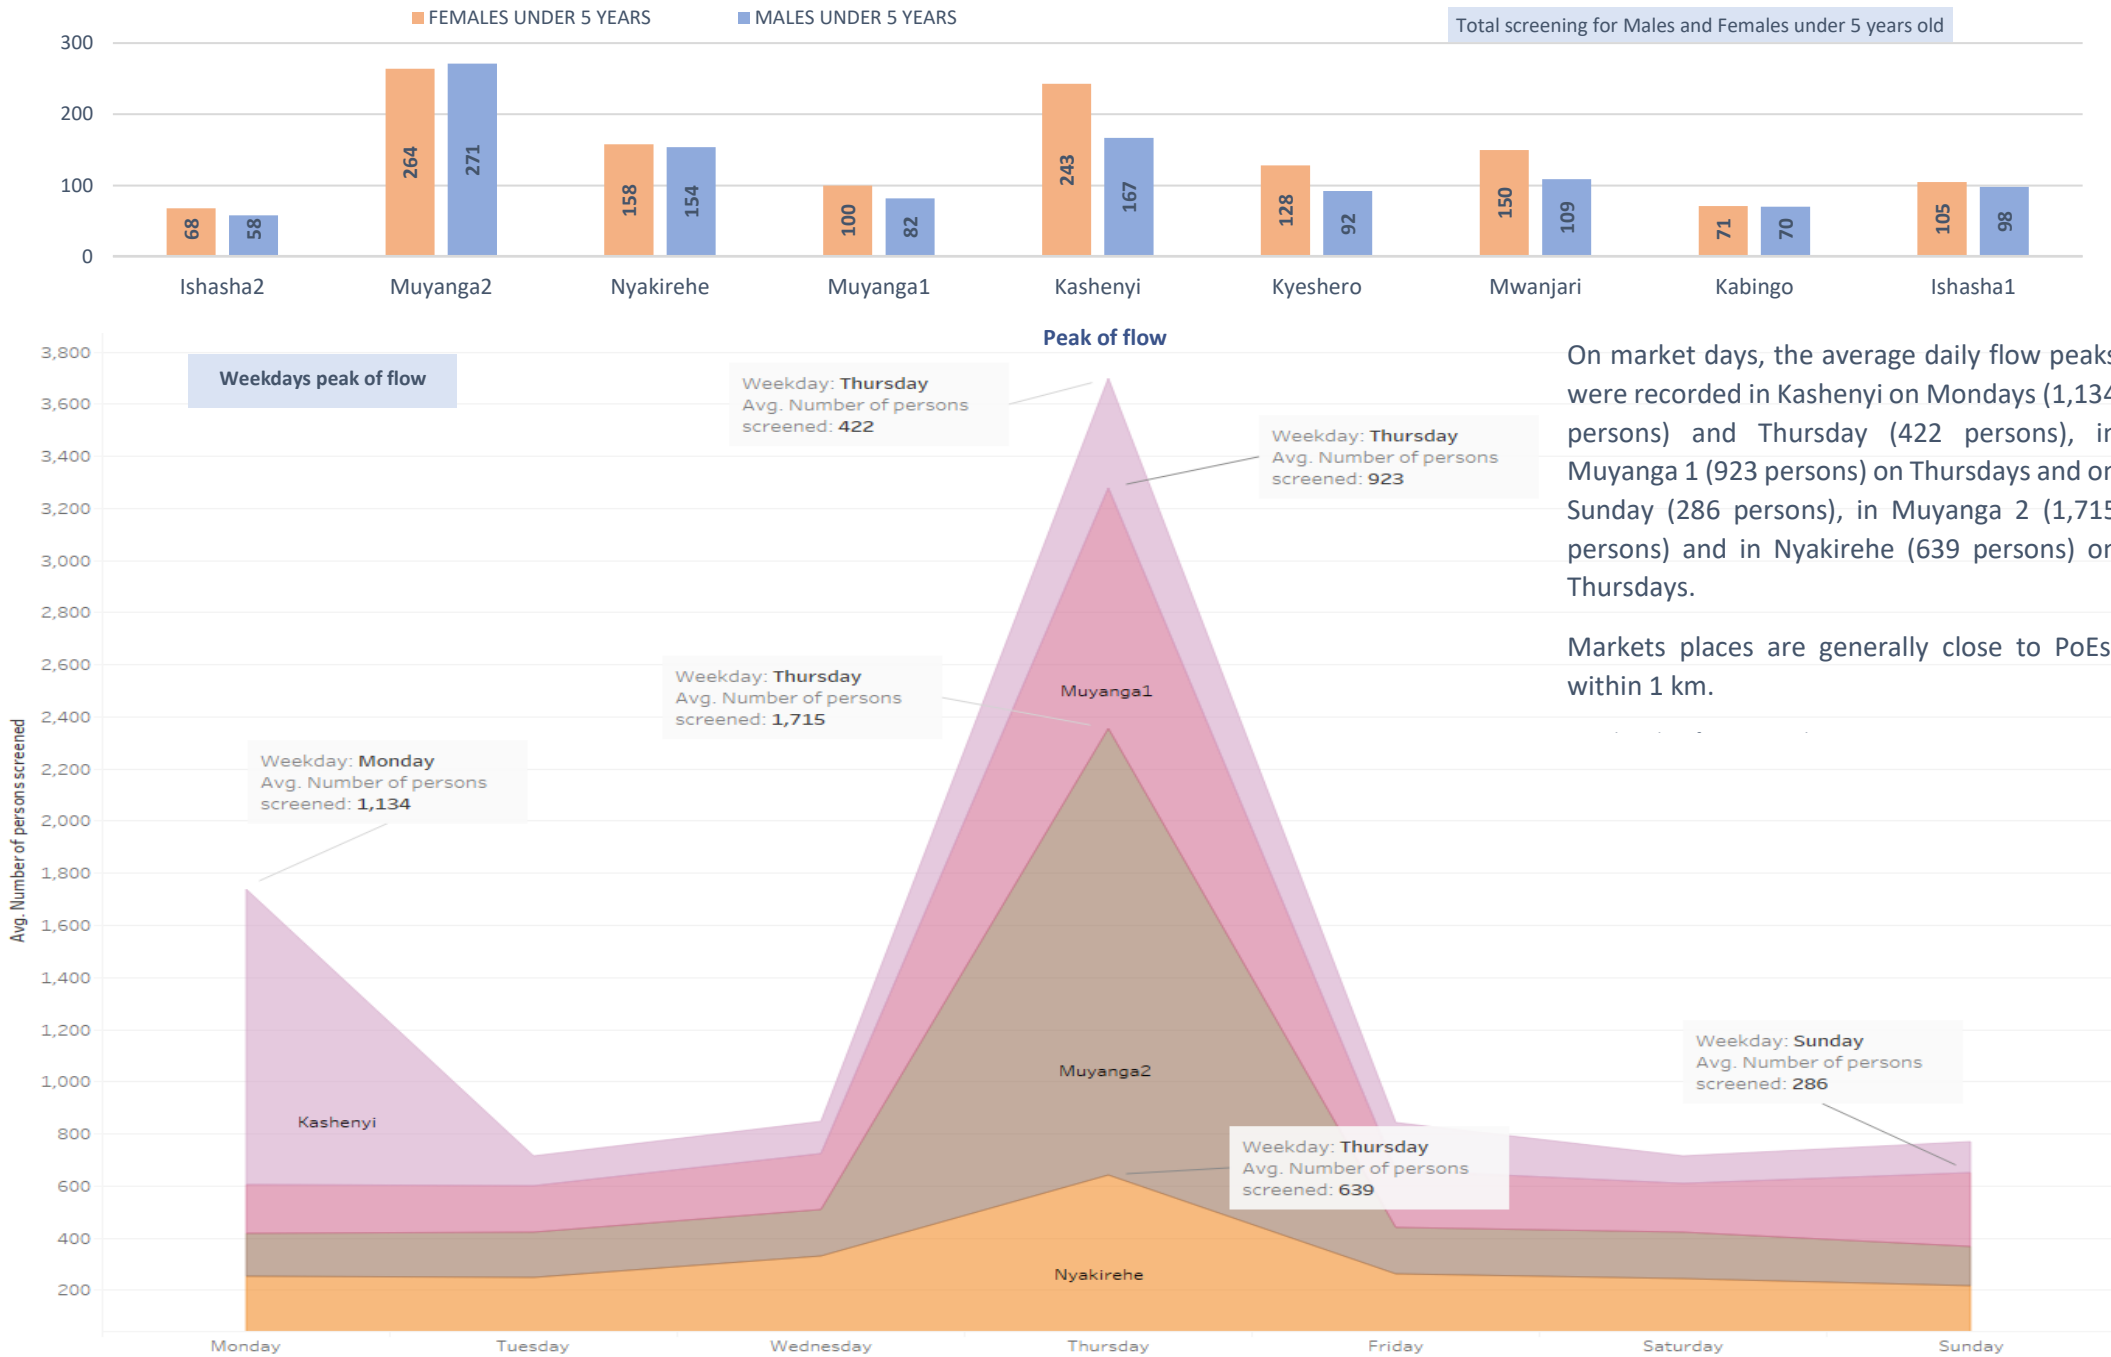 FEMALES UNDER 5 YEARS
MALES UNDER 5 YEARS
Total screening for Males and Females under 5 years old
300
200
100
0
68
58
264
271
158
154
100
82
243
167
128
92
150
109
71
70
105
98
Ishasha2
Muyanga2
Nyakirehe
Muyanga1
Kashenyi
Kyeshero
Mwanjari
Kabingo
Ishasha1
Peak of flow
Weekdays peak of flow
Avg. Number of persons screened
3,800
3,600
3,400
3,200
3,000
2,800
2,600
2,400
2,200
2,000
1,800
1,600
1,400
1,200
1,000
800
600
400
200
Weekday: Thursday
Avg. Number of persons
screened: 422
Weekday: Thursday
Avg. Number of persons
screened: 923
Weekday: Thursday
Avg. Number of persons
screened: 1,715
Weekday: Monday
Avg. Number of persons
screened: 1,134
Weekday: Sunday
Avg. Number of persons
screened: 286
Weekday: Thursday
Avg. Number of persons
screened: 639
Muyanga1
Muyanga2
Kashenyi
Nyakirehe
Monday
Tuesday
Wednesday
Thursday
Friday
Saturday
Sunday
On market days, the average daily flow peaks
were recorded in Kashenyi on Mondays (1,134
persons) and Thursday (422 persons), in
Muyanga 1 (923 persons) on Thursdays and on
Sunday (286 persons), in Muyanga 2 (1,715
persons) and in Nyakirehe (639 persons) on
Thursdays.
Markets places are generally close to PoEs
within 1 km.